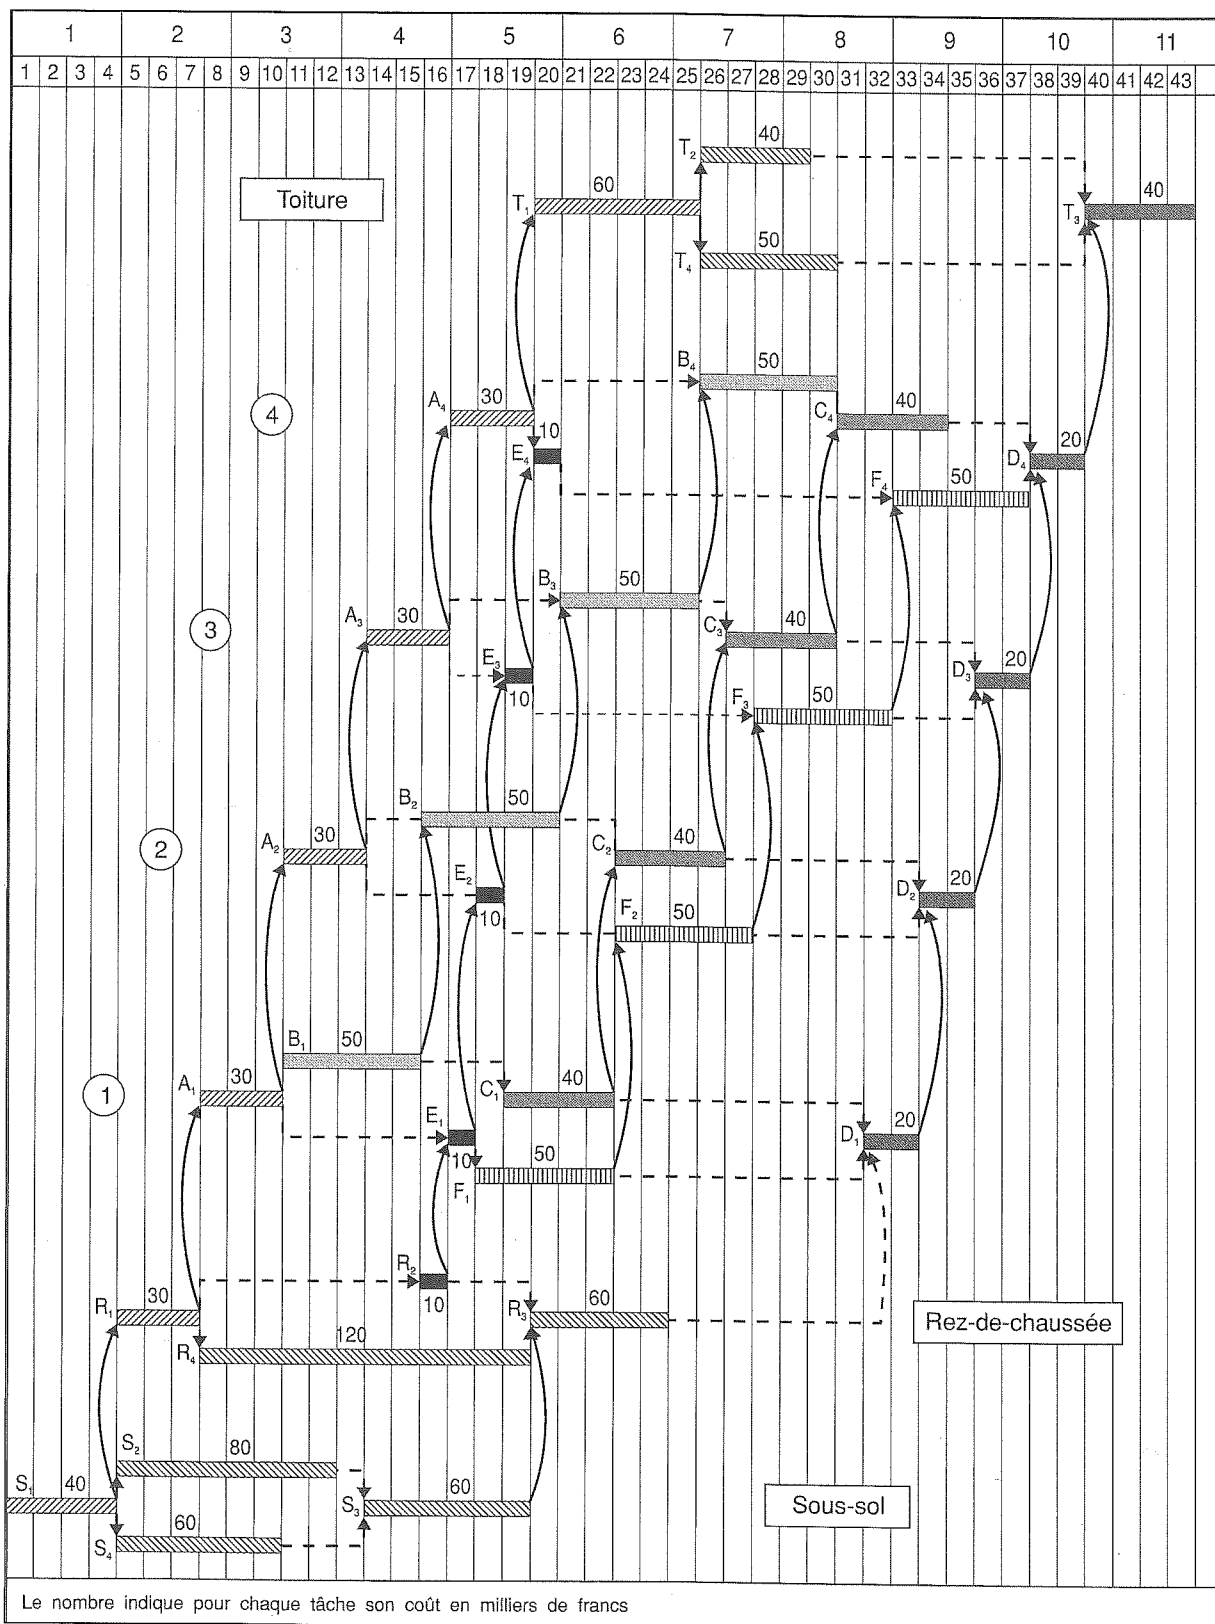 1 2 3 4 5 6 7 8 9 10 11
1 2 3 4 5 6 7 8 9 10 11 12 13 14 15 16 17 18 19 20 21 22 23 24 25 26 27 28 29 30 31 32 33 34 35 36 37 38 39 40 41 42 43
T₂ 40
Toiture
T₁ 60
T₃ 40
T₄ 50
B₄ 50
4
A₄ 30
C₄ 40
E₄ 10
D₄ 20
F₄ 50
B₃ 50
3
A₃ 30
C₃ 40
E₃ 10
D₃ 20
F₃ 50
B₂ 50
2
A₂ 30
C₂ 40
E₂ 10
D₂ 20
F₂ 50
B₁ 50
1
A₁ 30
C₁ 40
E₁ 10
D₁ 20
F₁ 50
R₂ 10
R₁ 30
R₃ 60
Rez-de-chaussée
R₄ 120
S₂ 80
S₁ 40
S₃ 60
Sous-sol
S₄ 60
Le nombre indique pour chaque tâche son coût en milliers de francs